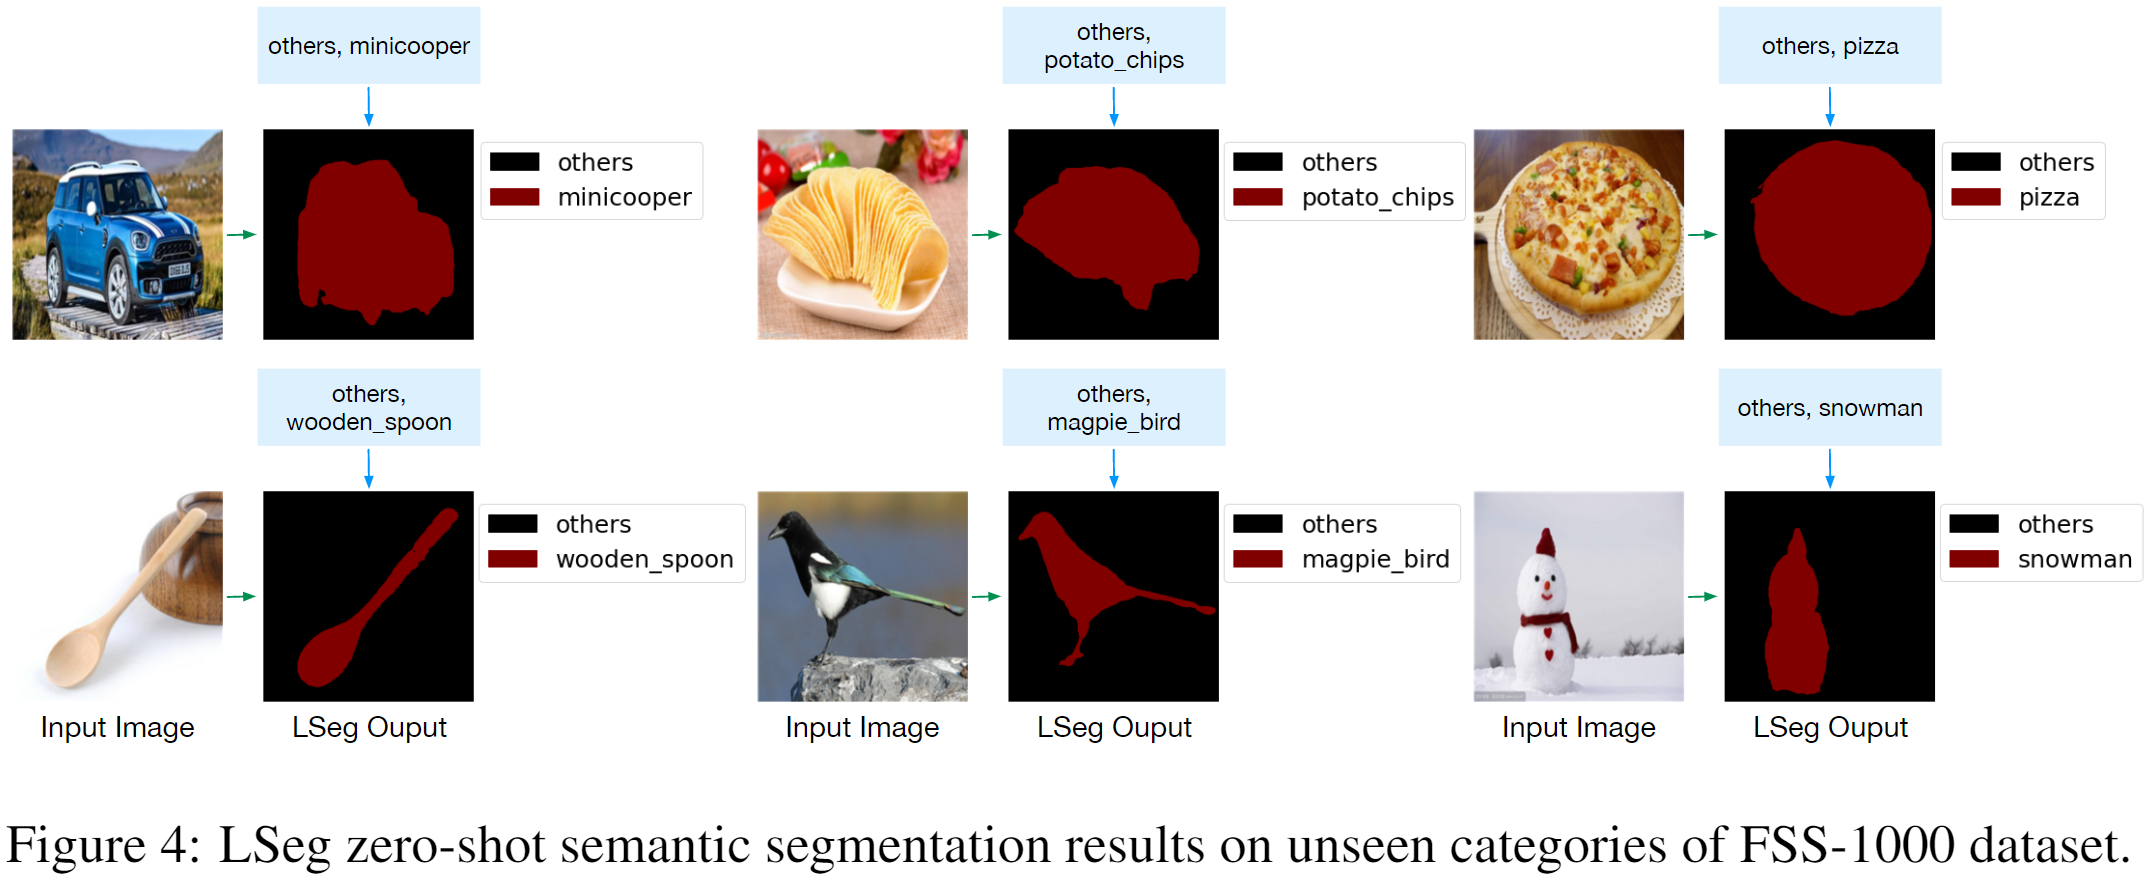 others, minicooper
others,
potato_chips
others, pizza
others
minicooper
others
potato_chips
others
pizza
others,
wooden_spoon
others,
magpie_bird
others, snowman
others
wooden_spoon
others
magpie_bird
others
snowman
Input Image
LSeg Ouput
Input Image
LSeg Ouput
Input Image
LSeg Ouput
Figure 4: LSeg zero-shot semantic segmentation results on unseen categories of FSS-1000 dataset.